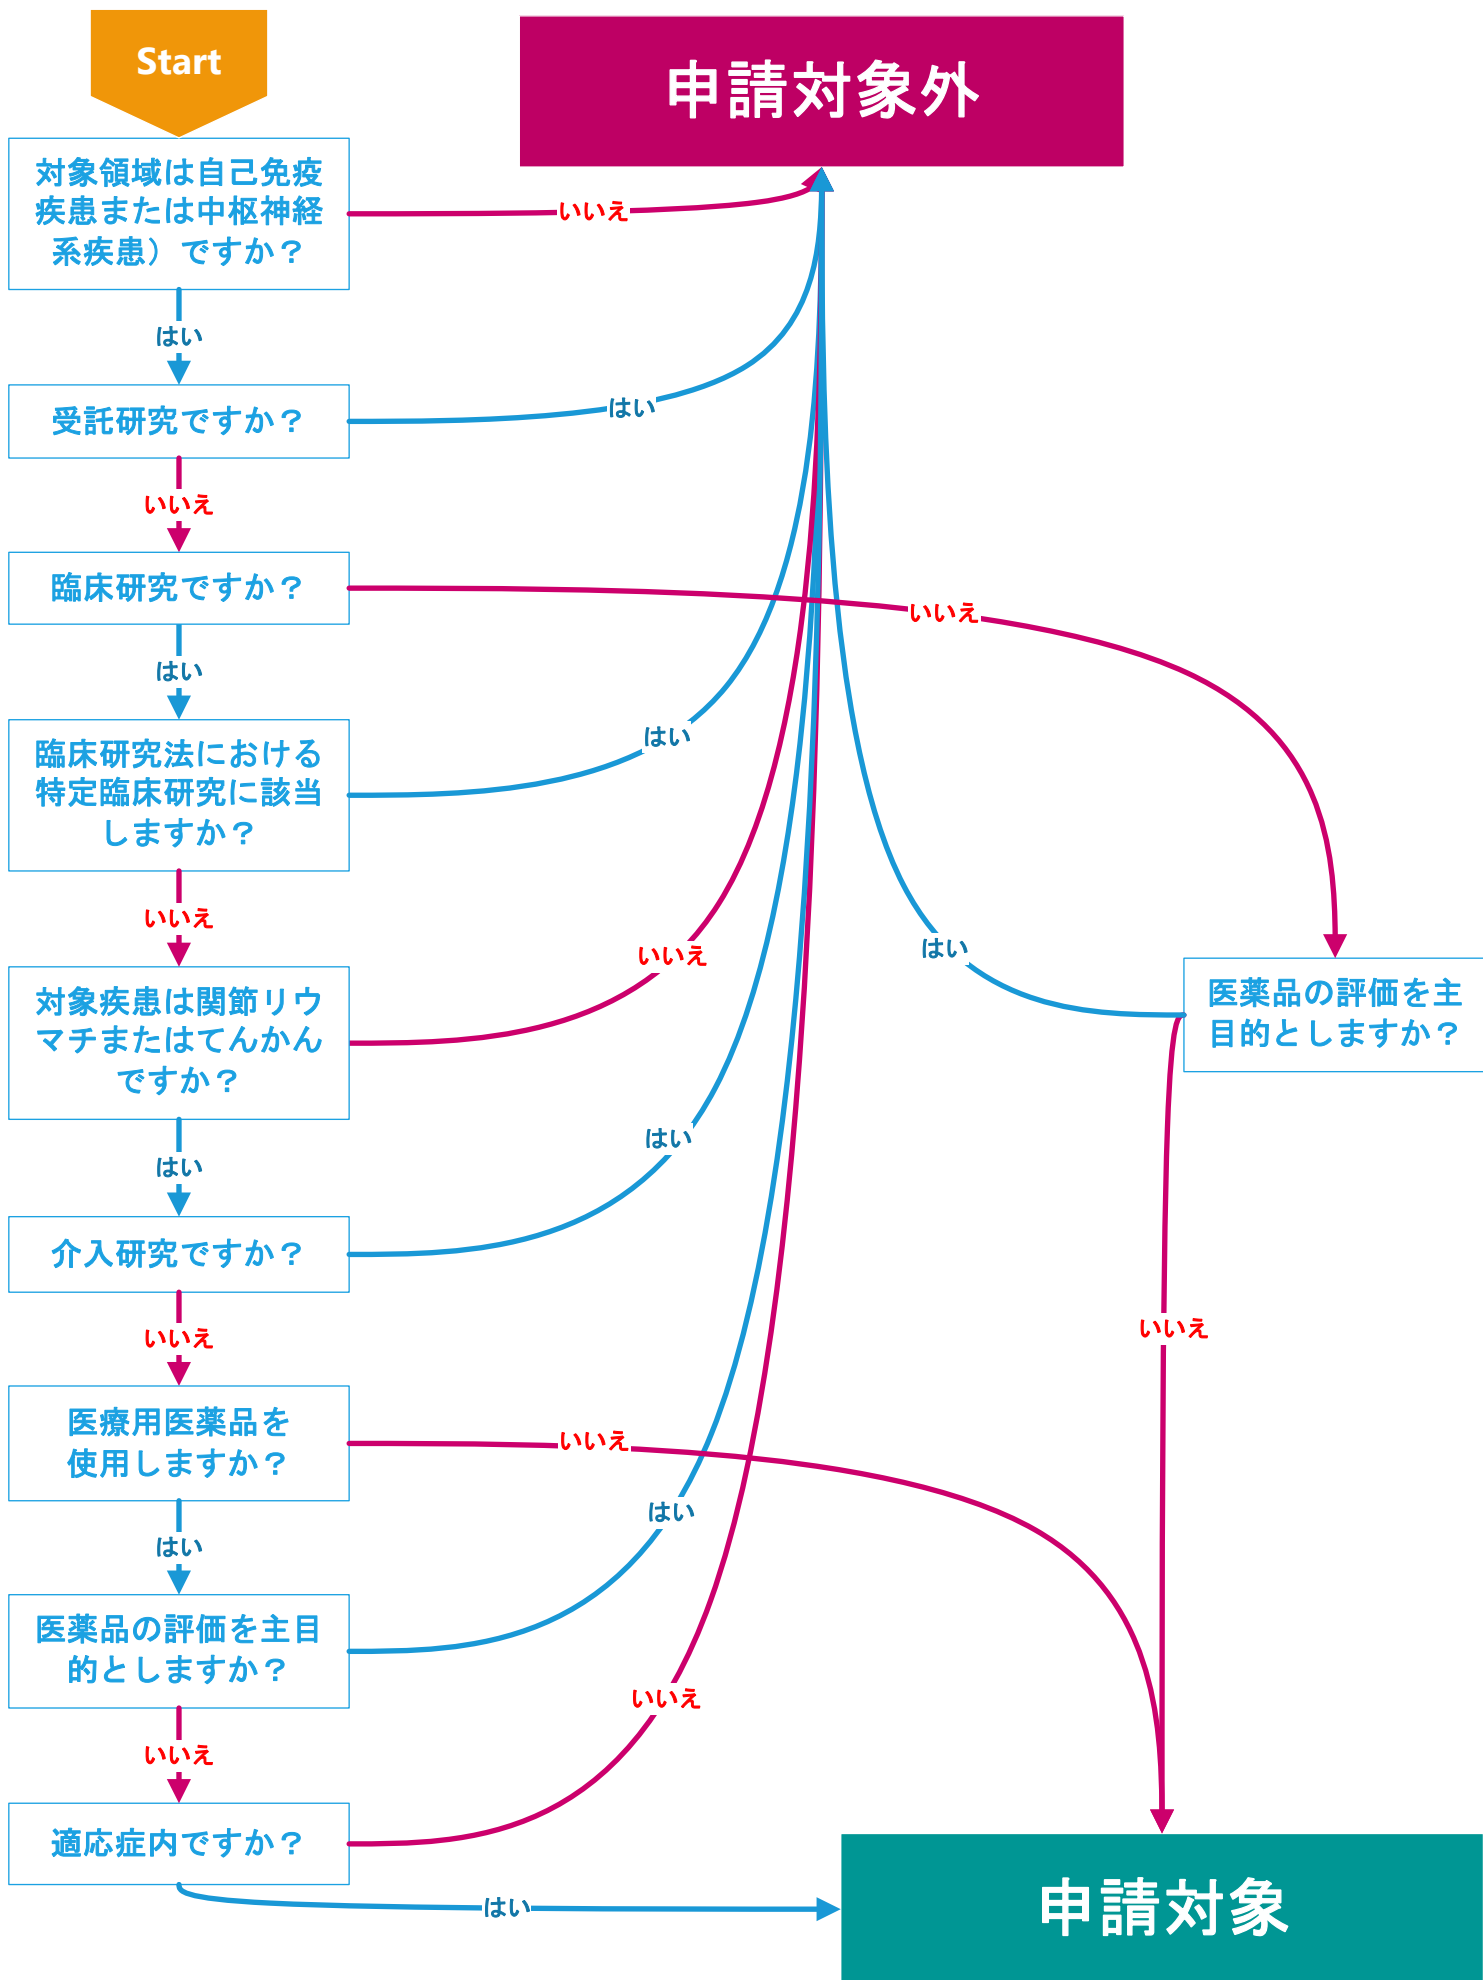 Start
申請対象外
対象領域は自己免疫
疾患または中枢神経
系疾患）ですか？
いいえ
はい
受託研究ですか？
はい
いいえ
臨床研究ですか？
いいえ
はい
臨床研究法における
特定臨床研究に該当
しますか？
はい
いいえ
対象疾患は関節リウ
マチまたはてんかん
ですか？
いいえ
はい
医薬品の評価を主
目的としますか？
はい
いいえ
介入研究ですか？
はい
いいえ
医療用医薬品を
使用しますか？
いいえ
はい
医薬品の評価を主目
的としますか？
はい
いいえ
適応症内ですか？
いいえ
はい
申請対象